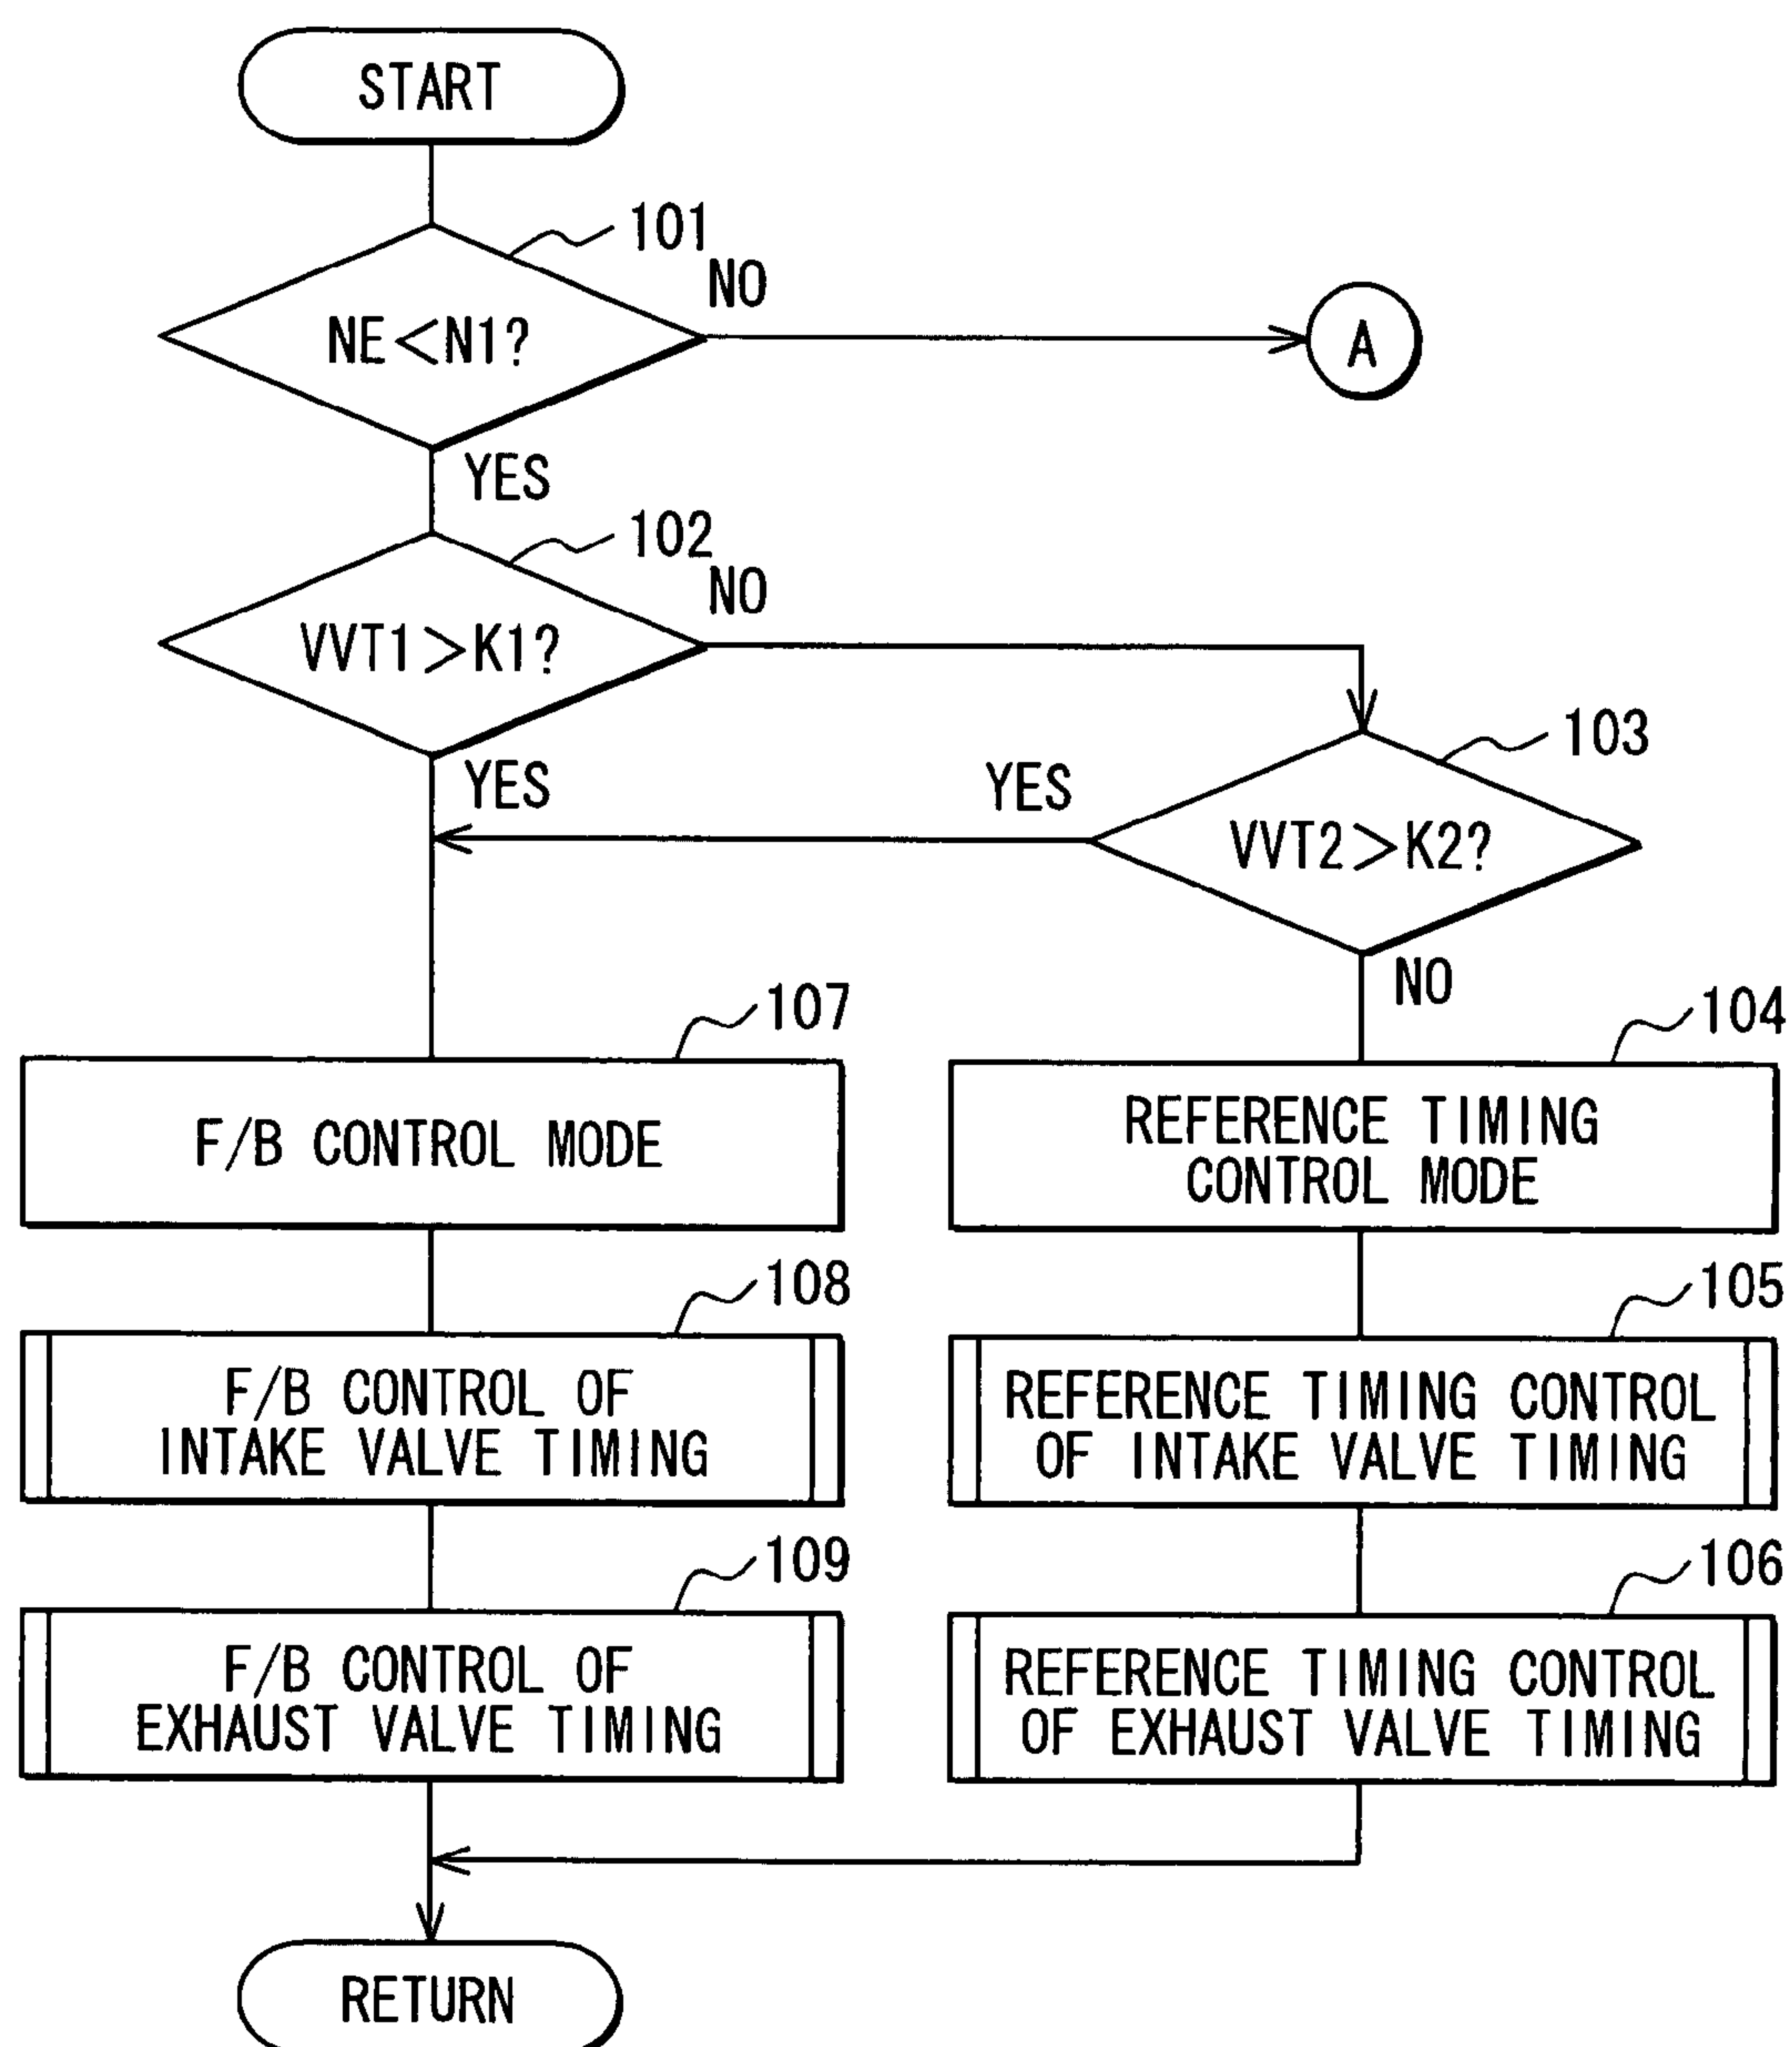 START
101
NO
NE<N1?
A
YES
102
NO
VVT1>K1?
103
YES
YES
VVT2>K2?
NO
107
104
F/B CONTROL MODE
REFERENCE TIMING
CONTROL MODE
108
105
F/B CONTROL OF
INTAKE VALVE TIMING
REFERENCE TIMING CONTROL
OF INTAKE VALVE TIMING
109
106
F/B CONTROL OF
EXHAUST VALVE TIMING
REFERENCE TIMING CONTROL
OF EXHAUST VALVE TIMING
RETURN